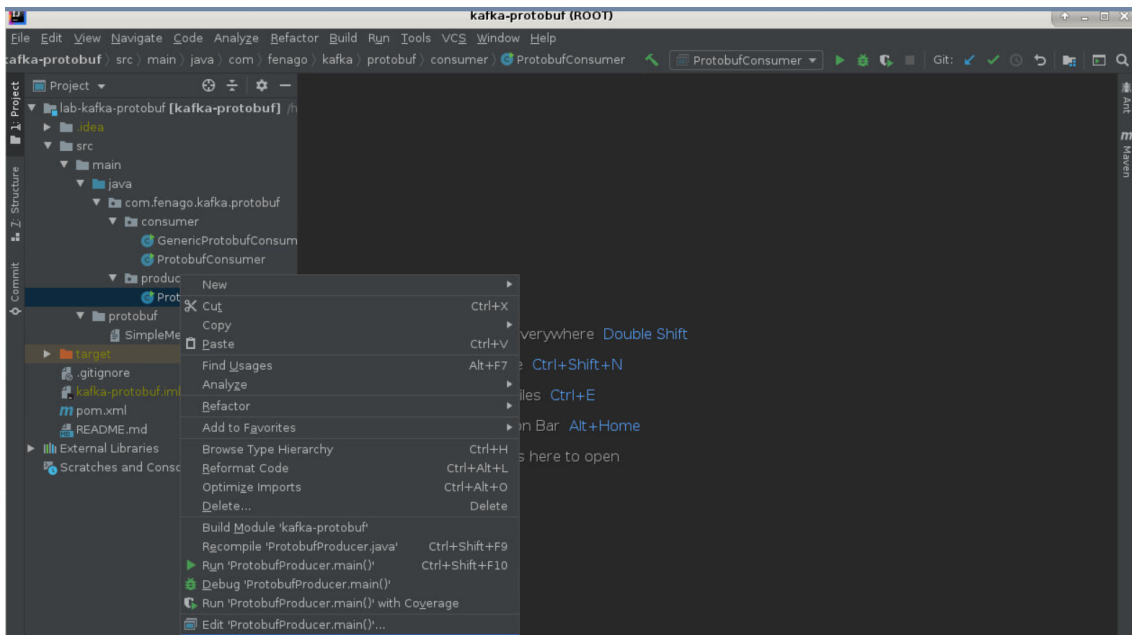 kafka-protobuf (ROOT)
File Edit View Navigate Code Analyze Refactor Build Run Tools VCS Window Help
kafka-protobuf src main java com fenago kafka protobuf consumer ProtobufConsumer ProtobufConsumer Git:
Project
lab-kafka-protobuf [kafka-protobuf] /h
.idea
src
main
java
com.fenago.kafka.protobuf
consumer
GenericProtobufConsum
ProtobufConsumer
produc
Prot
protobuf
SimpleMe
target
.gitignore
kafka-protobuf.iml
pom.xml
README.md
External Libraries
Scratches and Conso
New
Cut Ctrl+X
Copy
Paste Ctrl+V
Find Usages Alt+F7
Analyze
Refactor
Add to Favorites
Browse Type Hierarchy Ctrl+H
Reformat Code Ctrl+Alt+L
Optimize Imports Ctrl+Alt+O
Delete... Delete
Build Module 'kafka-protobuf'
Recompile 'ProtobufProducer.java' Ctrl+Shift+F9
Run 'ProtobufProducer.main()' Ctrl+Shift+F10
Debug 'ProtobufProducer.main()'
Run 'ProtobufProducer.main()' with Coverage
Edit 'ProtobufProducer.main()'...
verywhere Double Shift
e Ctrl+Shift+N
iles Ctrl+E
on Bar Alt+Home
s here to open
1: Project
7: Structure
Commit
Ant
m Maven